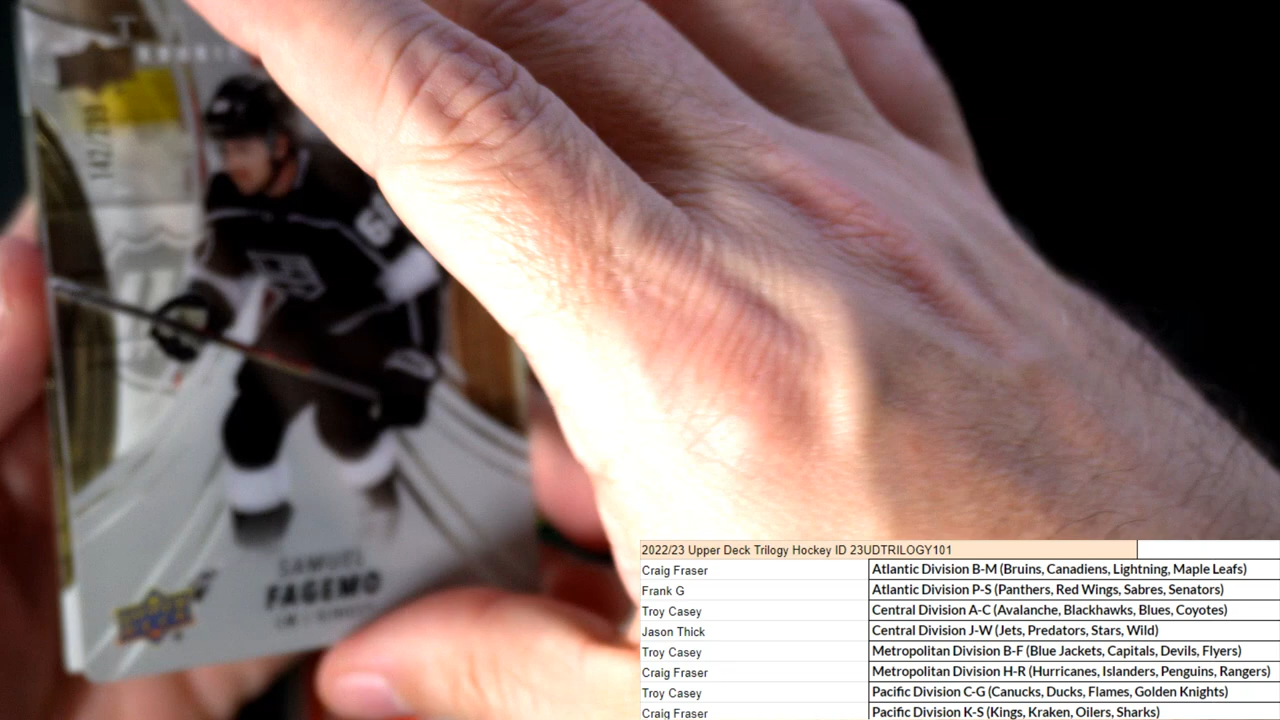 SAMUEL
FAGEMO
2022/23 Upper Deck Trilogy Hockey ID 23UDTRILOGY101
Craig Fraser Atlantic Division B-M (Bruins, Canadiens, Lightning, Maple Leafs)
Frank G Atlantic Division P-S (Panthers, Red Wings, Sabres, Senators)
Troy Casey Central Division A-C (Avalanche, Blackhawks, Blues, Coyotes)
Jason Thick Central Division J-W (Jets, Predators, Stars, Wild)
Troy Casey Metropolitan Division B-F (Blue Jackets, Capitals, Devils, Flyers)
Craig Fraser Metropolitan Division H-R (Hurricanes, Islanders, Penguins, Rangers)
Troy Casey Pacific Division C-G (Canucks, Ducks, Flames, Golden Knights)
Craig Fraser Pacific Division K-S (Kings, Kraken, Oilers, Sharks)